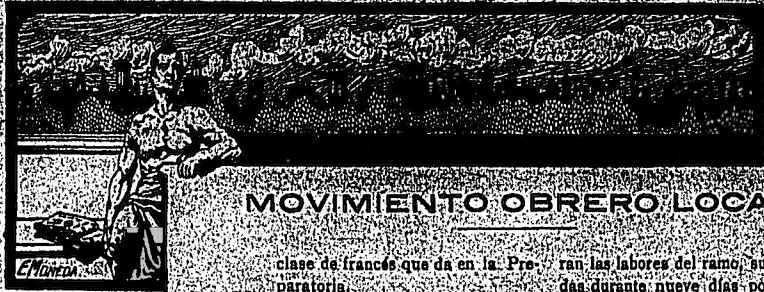 MOVIMIENTO OBRERO LOCA
clase de francés que da en la Pre-
paratoria.
ran las labores del ramo, su
das durante nueve días po